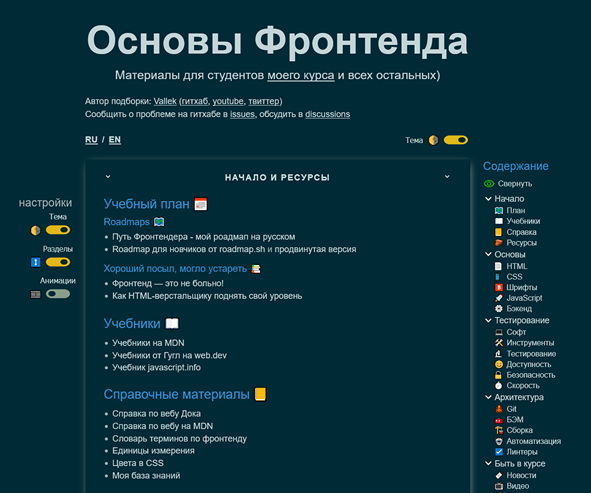 Основы Фронтенда
Материалы для студентов моего курса и всех остальных)
Автор подборки: Vallek (гитхаб, youtube, твиттер)
Сообщить о проблеме на гитхабе в issues, обсудить в discussions
RU / EN
Тема
настройки
Тема
Разделы
Анимации
НАЧАЛО И РЕСУРСЫ
Учебный план
Roadmaps
Путь Фронтендера - мой роадмап на русском
Roadmap для новчиков от roadmap.sh и продвинутая версия
Хороший посыл, могло устареть
Фронтенд — это не больно!
Как HTML-верстальщику поднять свой уровень
Учебники
Учебники на MDN
Учебники от Гугл на web.dev
Учебник javascript.info
Справочные материалы
Справка по вебу Дока
Справка по вебу на MDN
Словарь терминов по фронтенду
Единицы измерения
Цвета в CSS
Моя база знаний
Содержание
Свернуть
Начало
План
Учебники
Справка
Ресурсы
Основы
HTML
CSS
Шрифты
JavaScript
Бэкенд
Тестирование
Софт
Инструменты
Тестирование
Доступность
Безопасность
Скорость
Архитектура
Git
БЭМ
Сборка
Автоматизация
Линтеры
Быть в курсе
Новости
Видео